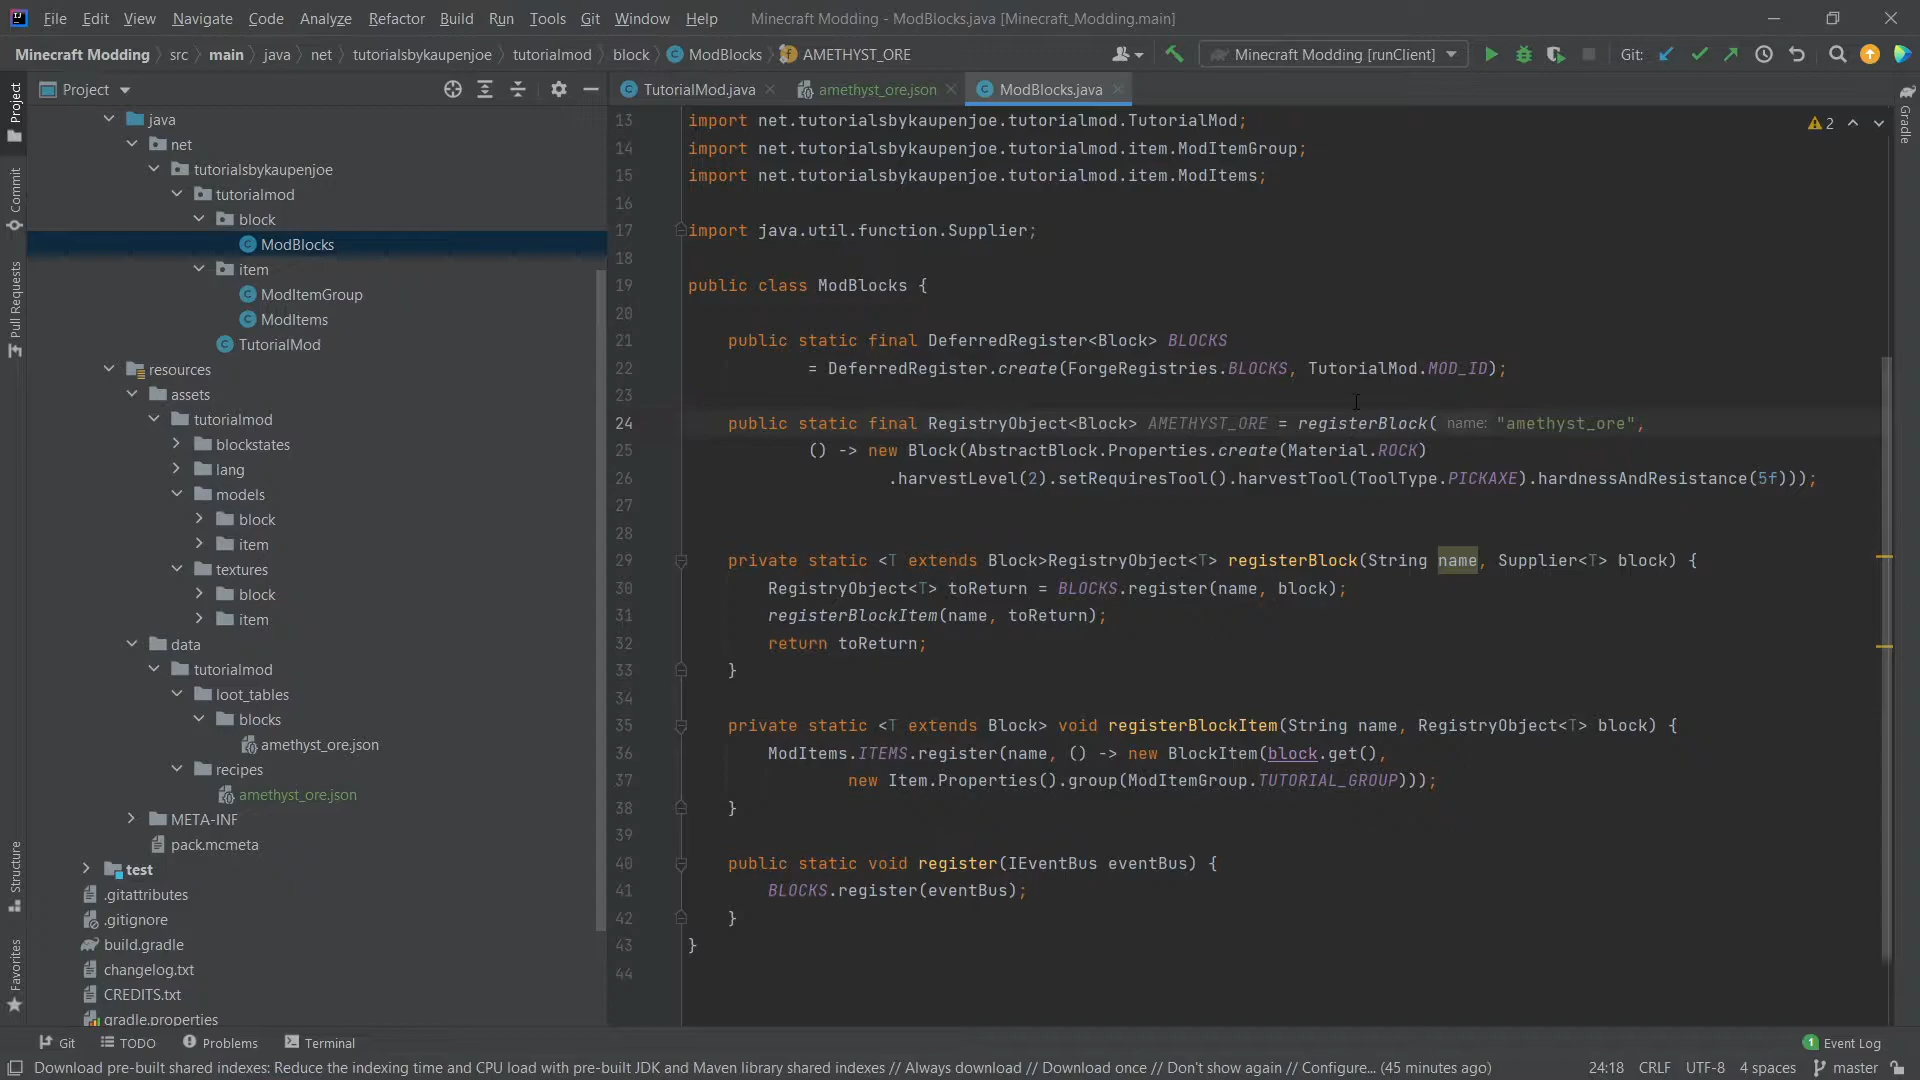 File Edit View Navigate Code Analyze Refactor Build Run Tools Git Window Help Minecraft Modding - ModBlocks.java [Minecraft_Modding.main]
Minecraft Modding src main java net tutorialsbykaupenjoe tutorialmod block ModBlocks AMETHYST_ORE Minecraft Modding [runClient] Git:
Project TutorialMod.java amethyst_ore.json ModBlocks.java
Project
Commit
Pull Requests
Structure
Favorites
Gradle
java
net
tutorialsbykaupenjoe
tutorialmod
block
ModBlocks
item
ModItemGroup
ModItems
TutorialMod
resources
assets
tutorialmod
blockstates
lang
models
block
item
textures
block
item
data
tutorialmod
loot_tables
blocks
amethyst_ore.json
recipes
amethyst_ore.json
META-INF
pack.mcmeta
test
.gitattributes
.gitignore
build.gradle
changelog.txt
CREDITS.txt
gradle.properties
2
13 import net.tutorialsbykaupenjoe.tutorialmod.TutorialMod;
14 import net.tutorialsbykaupenjoe.tutorialmod.item.ModItemGroup;
15 import net.tutorialsbykaupenjoe.tutorialmod.item.ModItems;
16
17 import java.util.function.Supplier;
18
19 public class ModBlocks {
20
21 public static final DeferredRegister<Block> BLOCKS
22 = DeferredRegister.create(ForgeRegistries.BLOCKS, TutorialMod.MOD_ID);
23
24 public static final RegistryObject<Block> AMETHYST_ORE = registerBlock( name: "amethyst_ore",
25 () -> new Block(AbstractBlock.Properties.create(Material.ROCK)
26 .harvestLevel(2).setRequiresTool().harvestTool(ToolType.PICKAXE).hardnessAndResistance(5f)));
27
28
29 private static <T extends Block>RegistryObject<T> registerBlock(String name, Supplier<T> block) {
30 RegistryObject<T> toReturn = BLOCKS.register(name, block);
31 registerBlockItem(name, toReturn);
32 return toReturn;
33 }
34
35 private static <T extends Block> void registerBlockItem(String name, RegistryObject<T> block) {
36 ModItems.ITEMS.register(name, () -> new BlockItem(block.get(),
37 new Item.Properties().group(ModItemGroup.TUTORIAL_GROUP)));
38 }
39
40 public static void register(IEventBus eventBus) {
41 BLOCKS.register(eventBus);
42 }
43 }
44
Git TODO Problems Terminal 1 Event Log
Download pre-built shared indexes: Reduce the indexing time and CPU load with pre-built JDK and Maven library shared indexes // Always download // Download once // Don't show again // Configure... (45 minutes ago) 24:18 CRLF UTF-8 4 spaces master